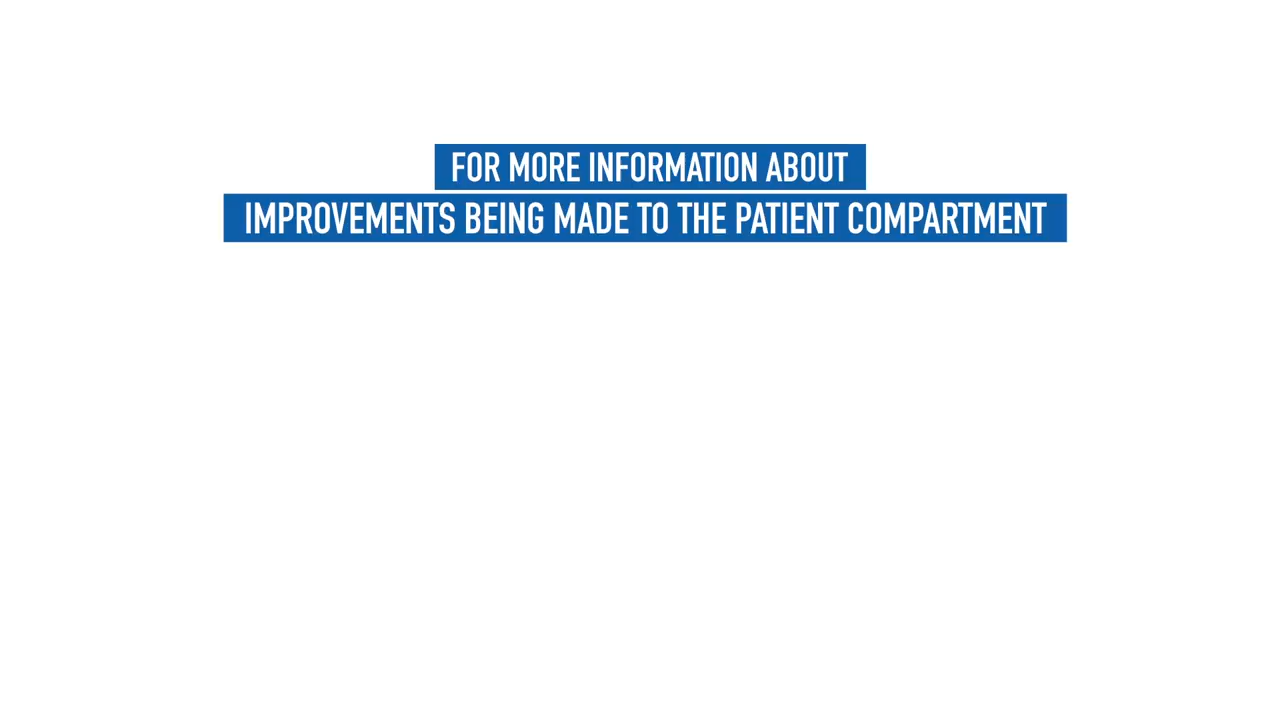 FOR MORE INFORMATION ABOUT
IMPROVEMENTS BEING MADE TO THE PATIENT COMPARTMENT